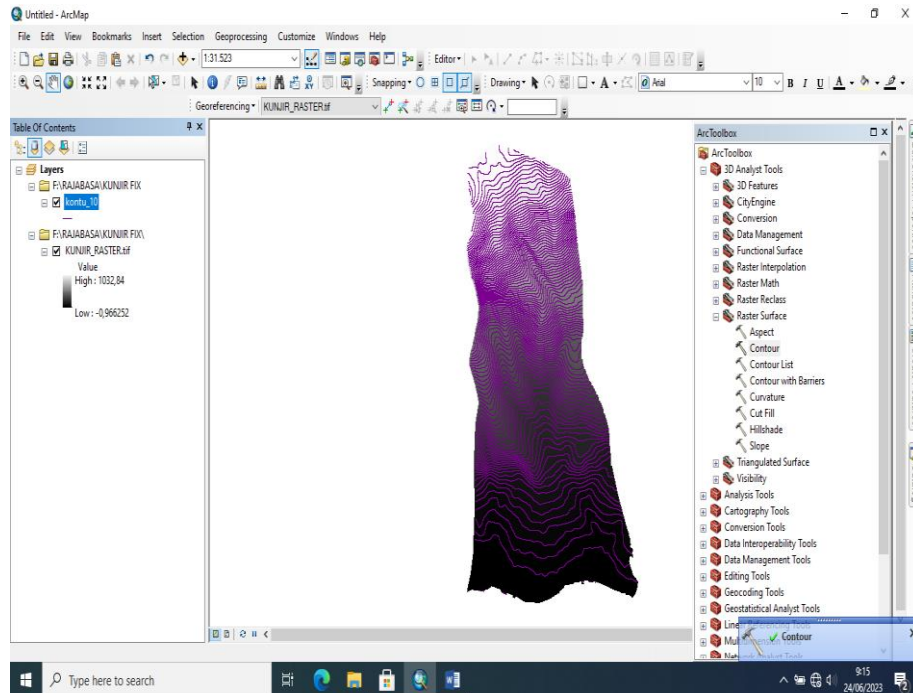 Untitled - ArcMap
File Edit View Bookmarks Insert Selection Geoprocessing Customize Windows Help
1:31.523
Editor
Snapping
Drawing
Arial
10
B I U A
Georeferencing
KUNJIR_RASTER.tif
Table Of Contents
Layers
F:\RAJABASA\KUNJIR FIX
kontu_10
F:\RAJABASA\KUNJIR FIX\
KUNJIR_RASTER.tif
Value
High : 1032,84
Low : -0,966252
ArcToolbox
ArcToolbox
3D Analyst Tools
3D Features
CityEngine
Conversion
Data Management
Functional Surface
Raster Interpolation
Raster Math
Raster Reclass
Raster Surface
Aspect
Contour
Contour List
Contour with Barriers
Curvature
Cut Fill
Hillshade
Slope
Triangulated Surface
Visibility
Analysis Tools
Cartography Tools
Conversion Tools
Data Interoperability Tools
Data Management Tools
Editing Tools
Geocoding Tools
Geostatistical Analyst Tools
Contour
Type here to search
9:15
24/06/2023